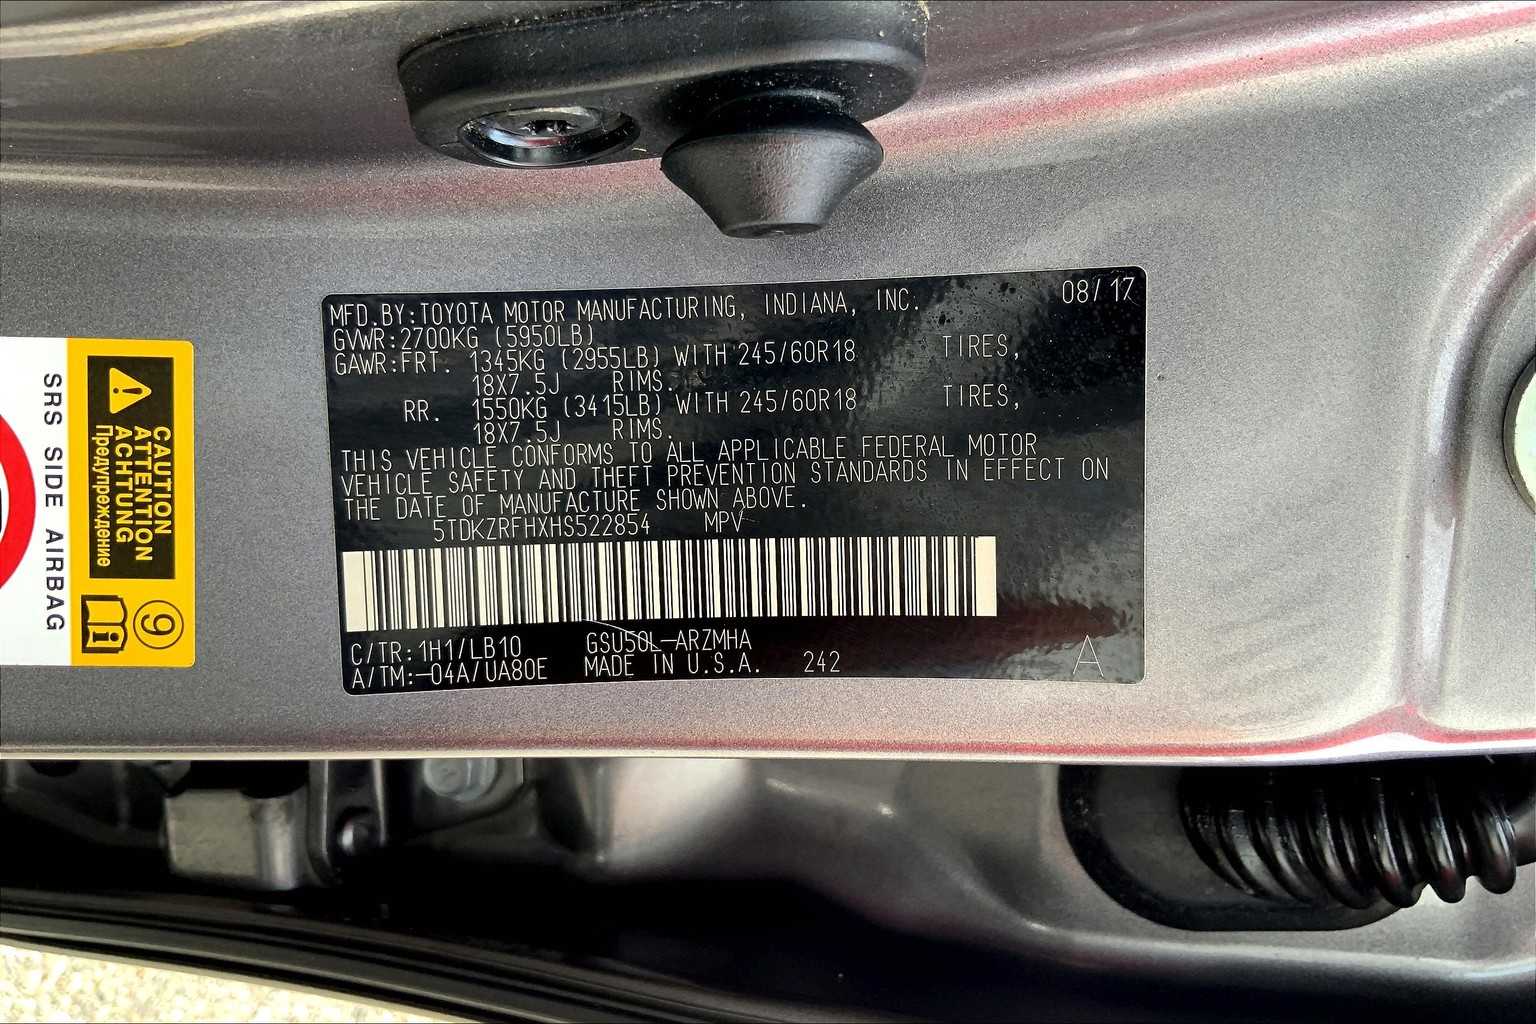 MFD.BY:TOYOTA MOTOR MANUFACTURING, INDIANA, INC. 08/17
GVWR:2700KG (5950LB)
GAWR:FRT. 1345KG (2955LB) WITH 245/60R18 TIRES,
18X7.5J RIMS.
RR. 1550KG (3415LB) WITH 245/60R18 TIRES,
18X7.5J RIMS.
THIS VEHICLE CONFORMS TO ALL APPLICABLE FEDERAL MOTOR
VEHICLE SAFETY AND THEFT PREVENTION STANDARDS IN EFFECT ON
THE DATE OF MANUFACTURE SHOWN ABOVE.
5TDKZRFHXHS522854 MPV
C/TR:1H1/LB10 GSU50L-ARZMHA
A/TM:-04A/UA80E MADE IN U.S.A. 242 A
CAUTION
ATTENTION
ACHTUNG
Предупреждение
9
i
SRS SIDE AIRBAG